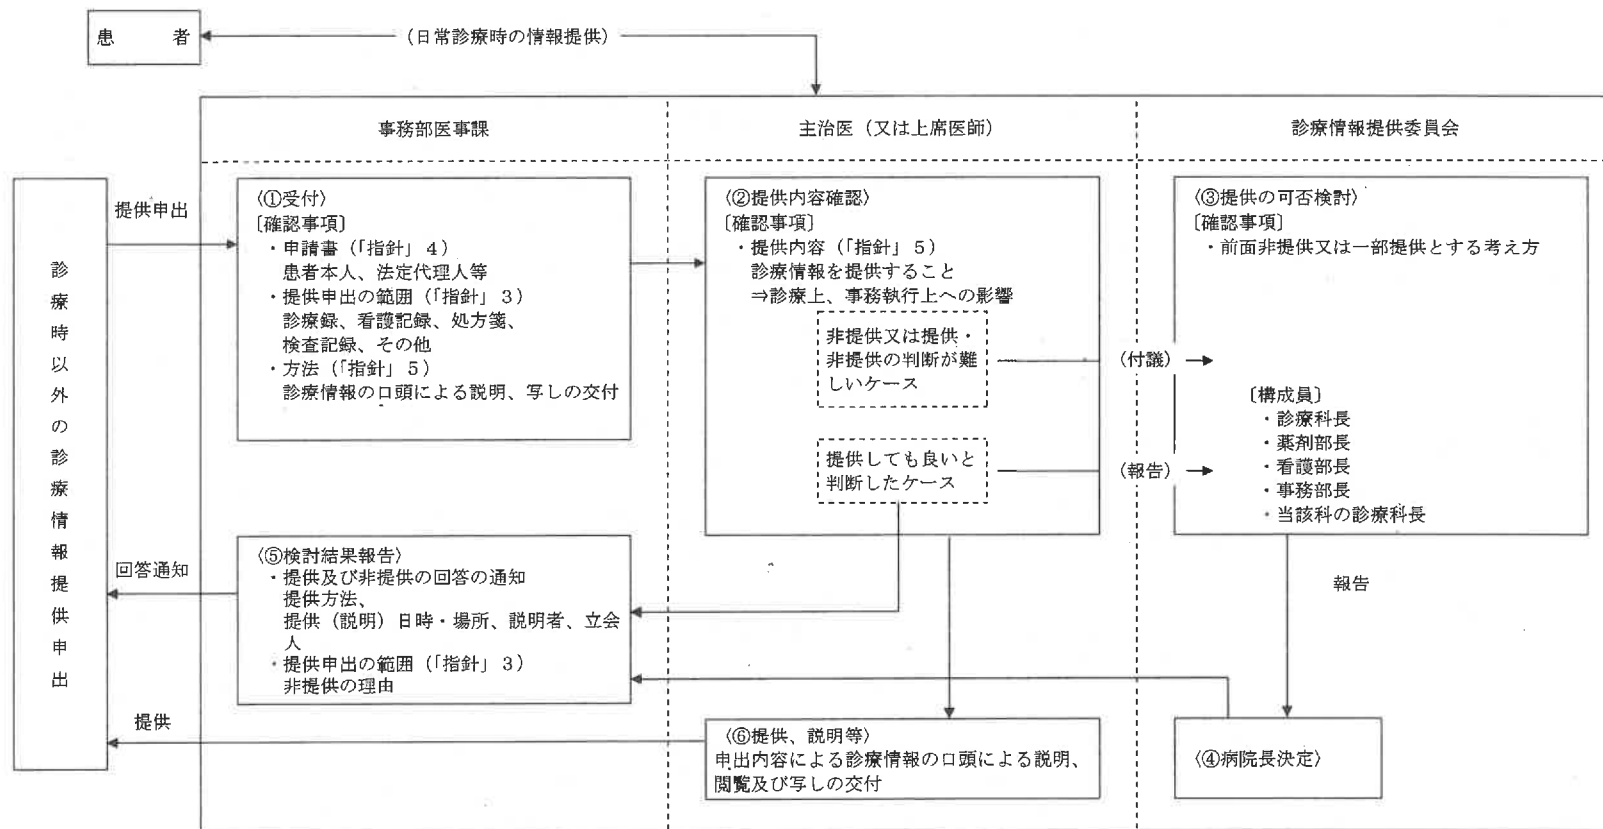 患　　者
（日常診療時の情報提供）
事務部医事課
主治医（又は上席医師）
診療情報提供委員会
診療時以外の診療情報提供申出
提供申出
〈①受付〉
〔確認事項〕
・申請書（「指針」４）
患者本人、法定代理人等
・提供申出の範囲（「指針」３）
診療録、看護記録、処方箋、
検査記録、その他
・方法（「指針」５）
診療情報の口頭による説明、写しの交付
〈②提供内容確認〉
〔確認事項〕
・提供内容（「指針」５）
診療情報を提供すること
⇒診療上、事務執行上への影響
非提供又は提供・
非提供の判断が難
しいケース
（付議）
提供しても良いと
判断したケース
（報告）
〈③提供の可否検討〉
〔確認事項〕
・前面非提供又は一部提供とする考え方
〔構成員〕
・診療科長
・薬剤部長
・看護部長
・事務部長
・当該科の診療科長
回答通知
〈⑤検討結果報告〉
・提供及び非提供の回答の通知
提供方法、
提供（説明）日時・場所、説明者、立会
人
・提供申出の範囲（「指針」３）
非提供の理由
報告
提供
〈⑥提供、説明等〉
申出内容による診療情報の口頭による説明、
閲覧及び写しの交付
〈④病院長決定〉